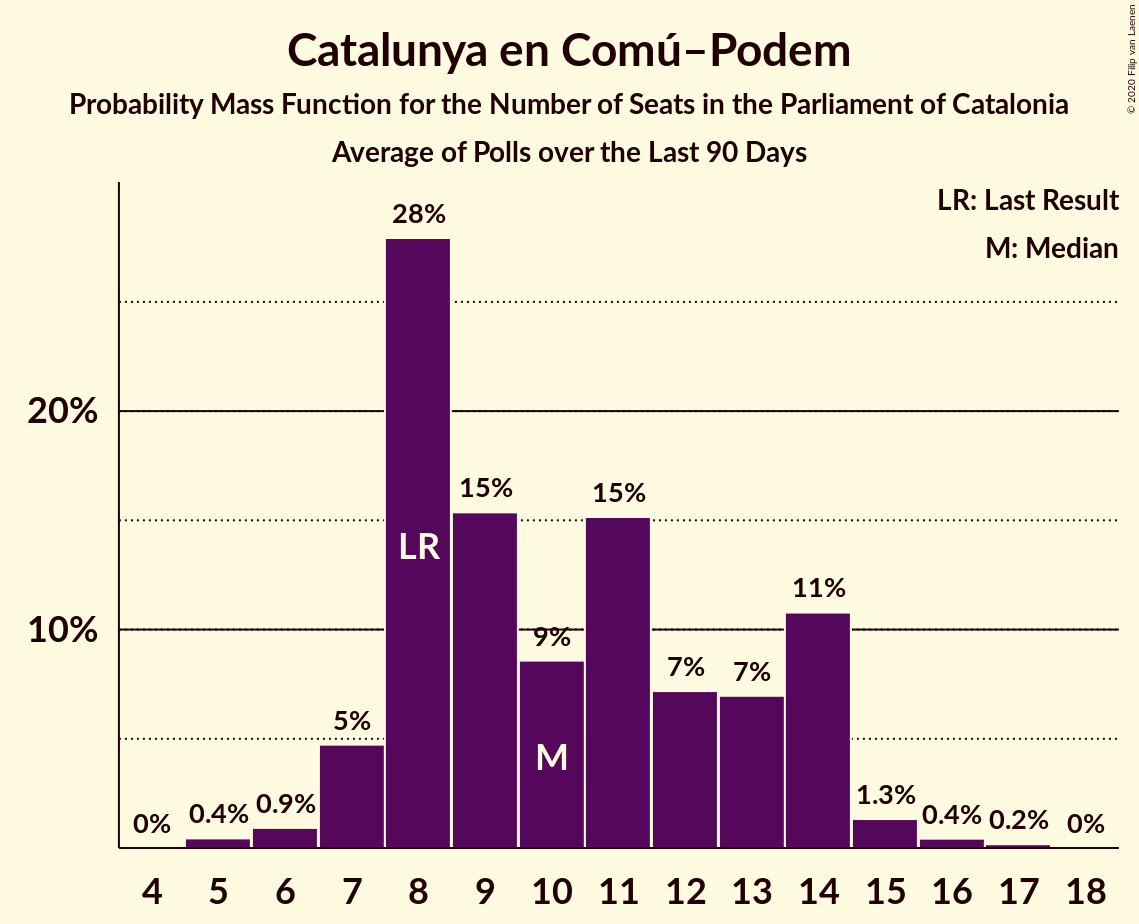 Catalunya en Comú–Podem
Probability Mass Function for the Number of Seats in the Parliament of Catalonia
Average of Polls over the Last 90 Days
© 2020 Filip van Laenen
LR: Last Result
M: Median
28%
20%
15%
15%
LR
11%
10%
9%
7%
7%
5%
M
0%
0.4%
0.9%
1.3%
0.4%
0.2%
0%
4 5 6 7 8 9 10 11 12 13 14 15 16 17 18